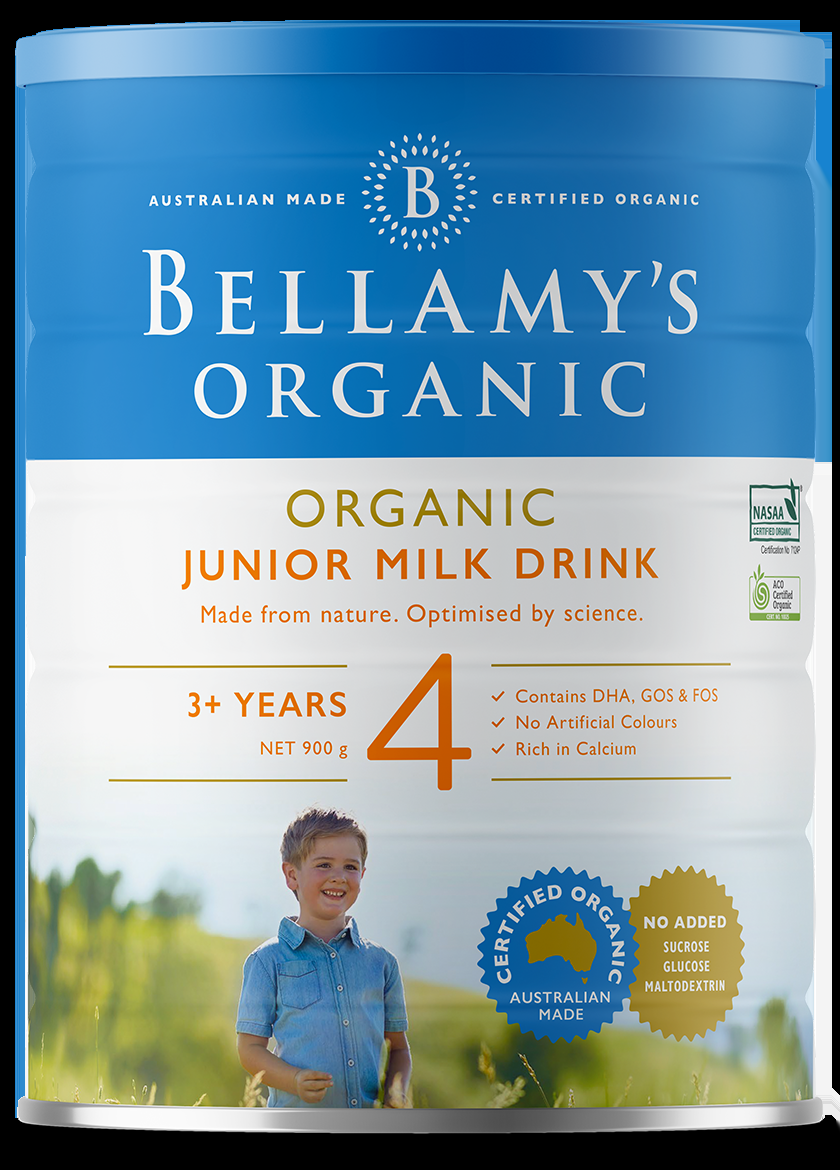 AUSTRALIAN MADE B CERTIFIED ORGANIC
BELLAMY'S
ORGANIC
ORGANIC
JUNIOR MILK DRINK
Made from nature. Optimised by science.
3+ YEARS
NET 900 g
4
✓ Contains DHA, GOS & FOS
✓ No Artificial Colours
✓ Rich in Calcium
NASAA
CERTIFIED ORGANIC
Certification No
ACO
Certified
Organic
CERTIFIED ORGANIC
AUSTRALIAN
MADE
NO ADDED
SUCROSE
GLUCOSE
MALTODEXTRIN